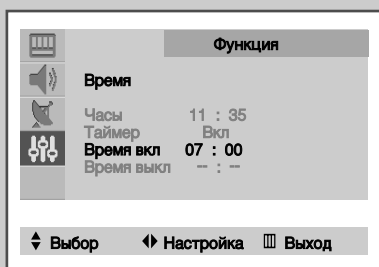 Функция
Время
Часы 11 : 35
Таймер Вкл
Время вкл 07 : 00
Время выкл -- : --
Выбор Настройка Выход